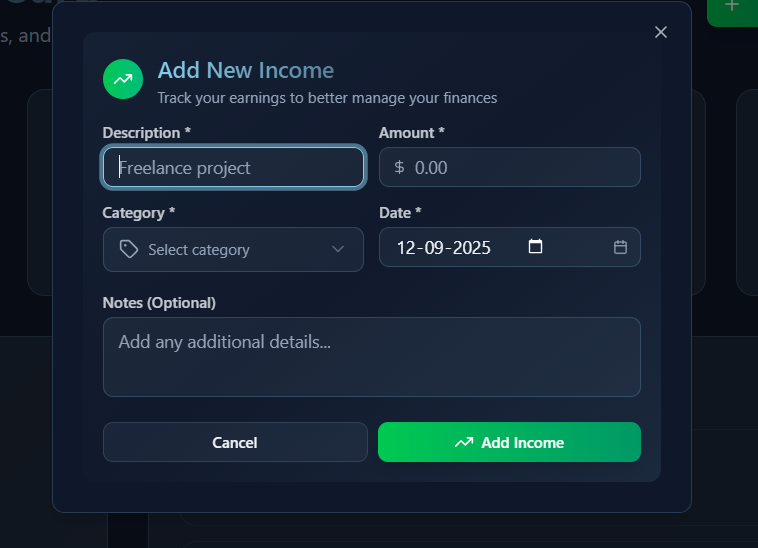 s, and
Add New Income
Track your earnings to better manage your finances
Description *
Amount *
Freelance project
$ 0.00
Category *
Date *
Select category
12-09-2025
Notes (Optional)
Add any additional details...
Cancel
Add Income